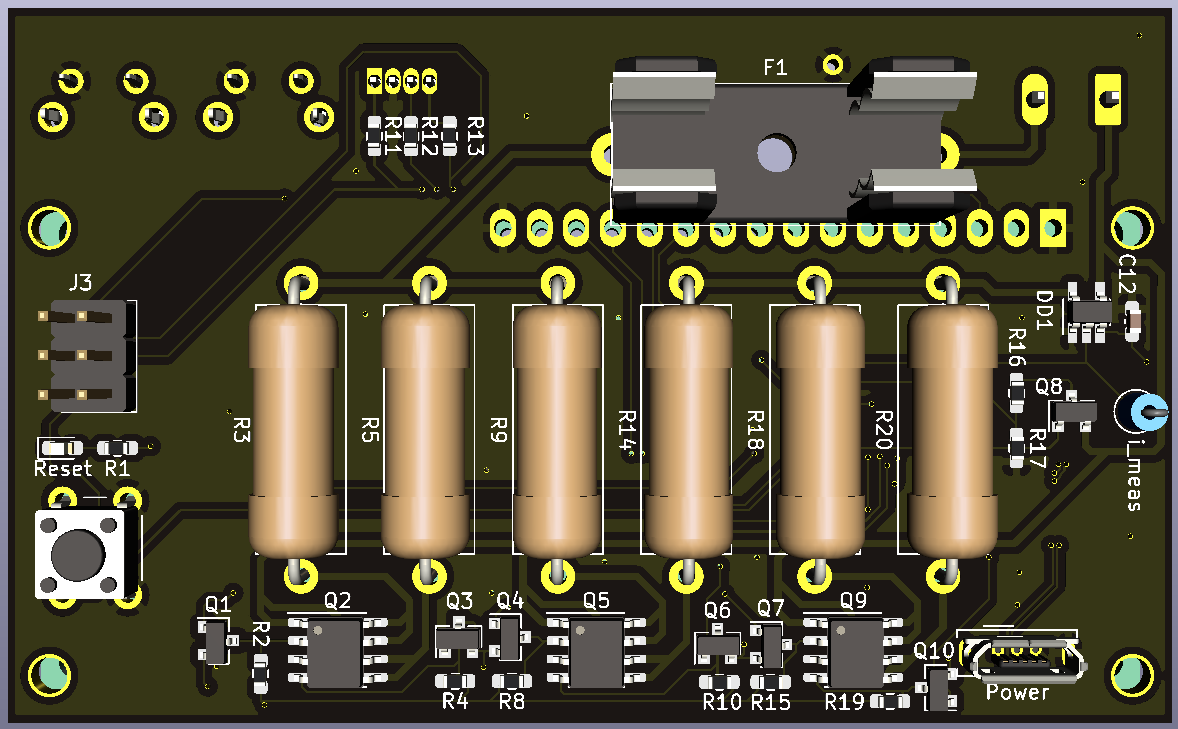 F1
R11
R12
R13
J3
C12
DD1
R16
Q8
R3
R5
R9
R14
R18
R20
R17
i_meas
Reset
R1
Q1
Q2
Q3
Q4
Q5
Q6
Q7
Q9
R2
Q10
Power
R4
R8
R10
R15
R19